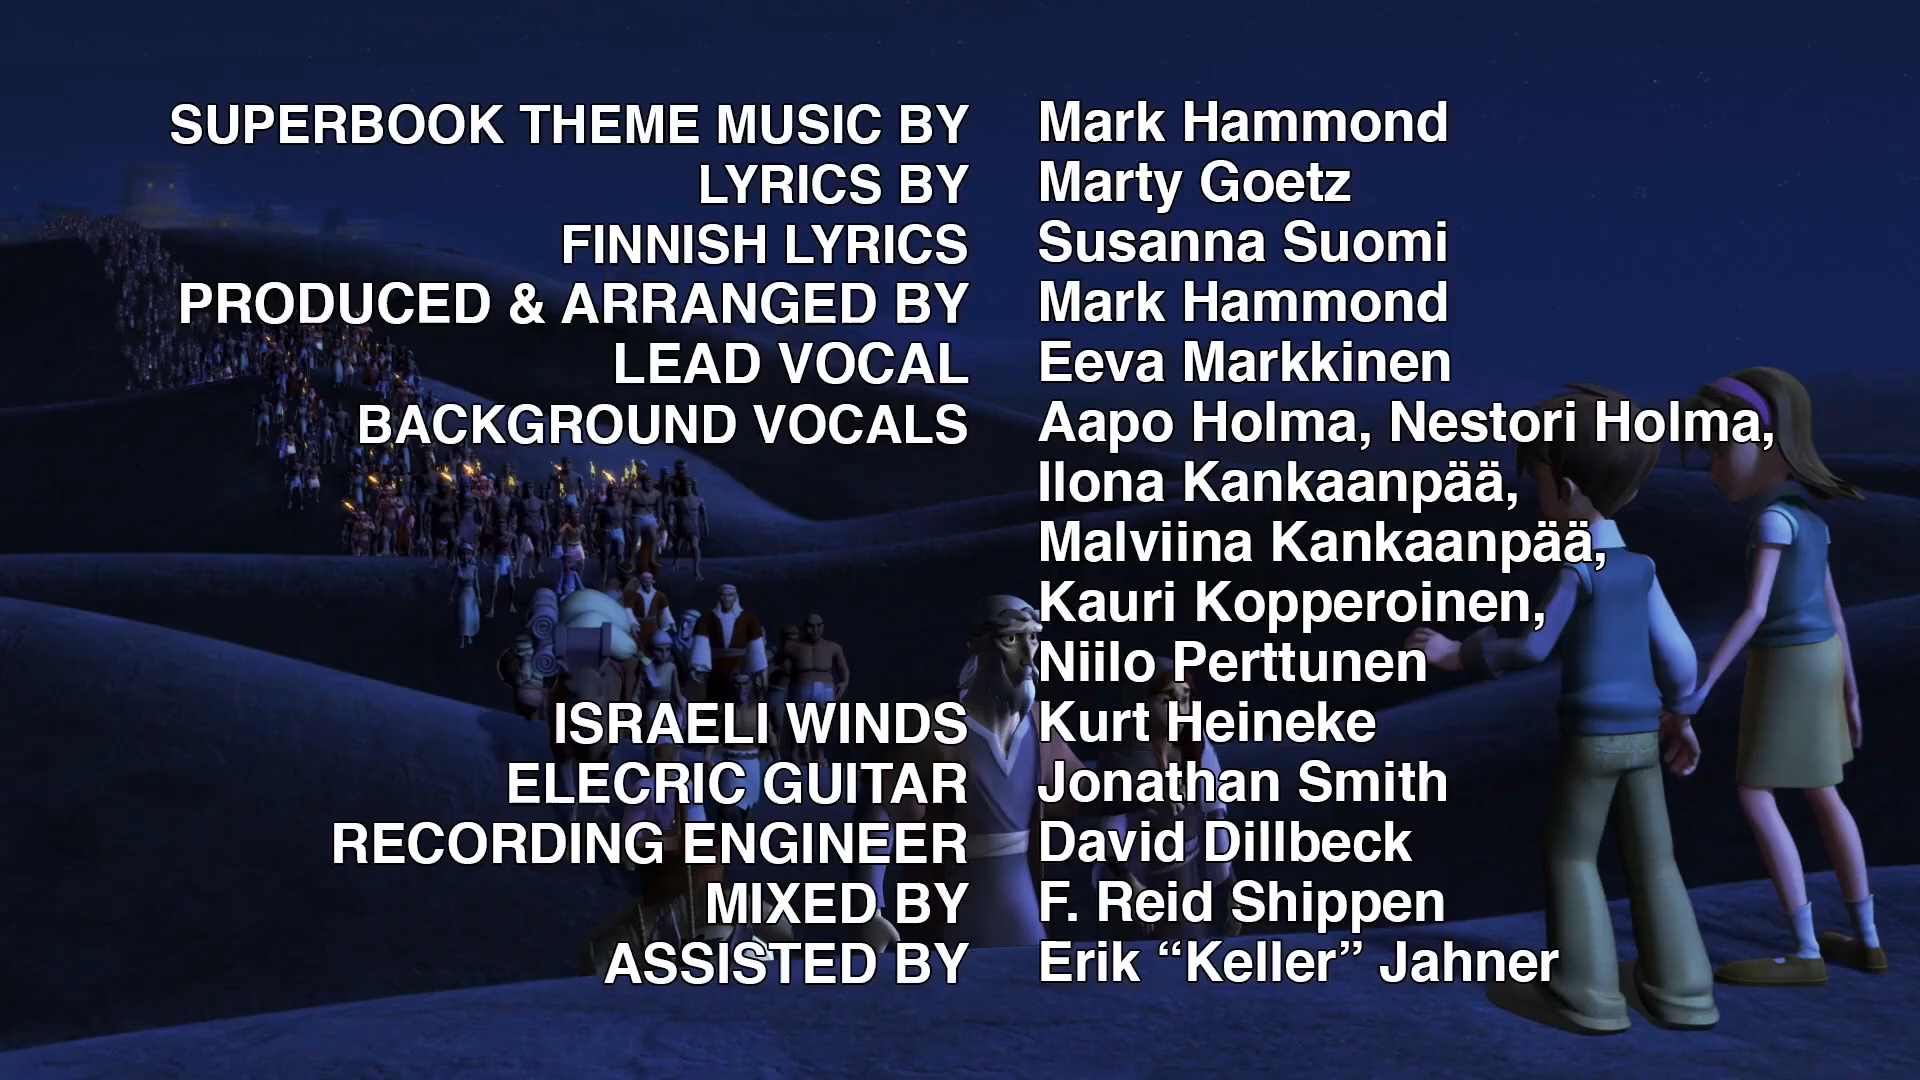 SUPERBOOK THEME MUSIC BY Mark Hammond
LYRICS BY Marty Goetz
FINNISH LYRICS Susanna Suomi
PRODUCED & ARRANGED BY Mark Hammond
LEAD VOCAL Eeva Markkinen
BACKGROUND VOCALS Aapo Holma, Nestori Holma,
Ilona Kankaanpää,
Malviina Kankaanpää,
Kauri Kopperoinen,
Niilo Perttunen
ISRAELI WINDS Kurt Heineke
ELECRIC GUITAR Jonathan Smith
RECORDING ENGINEER David Dillbeck
MIXED BY F. Reid Shippen
ASSISTED BY Erik “Keller” Jahner